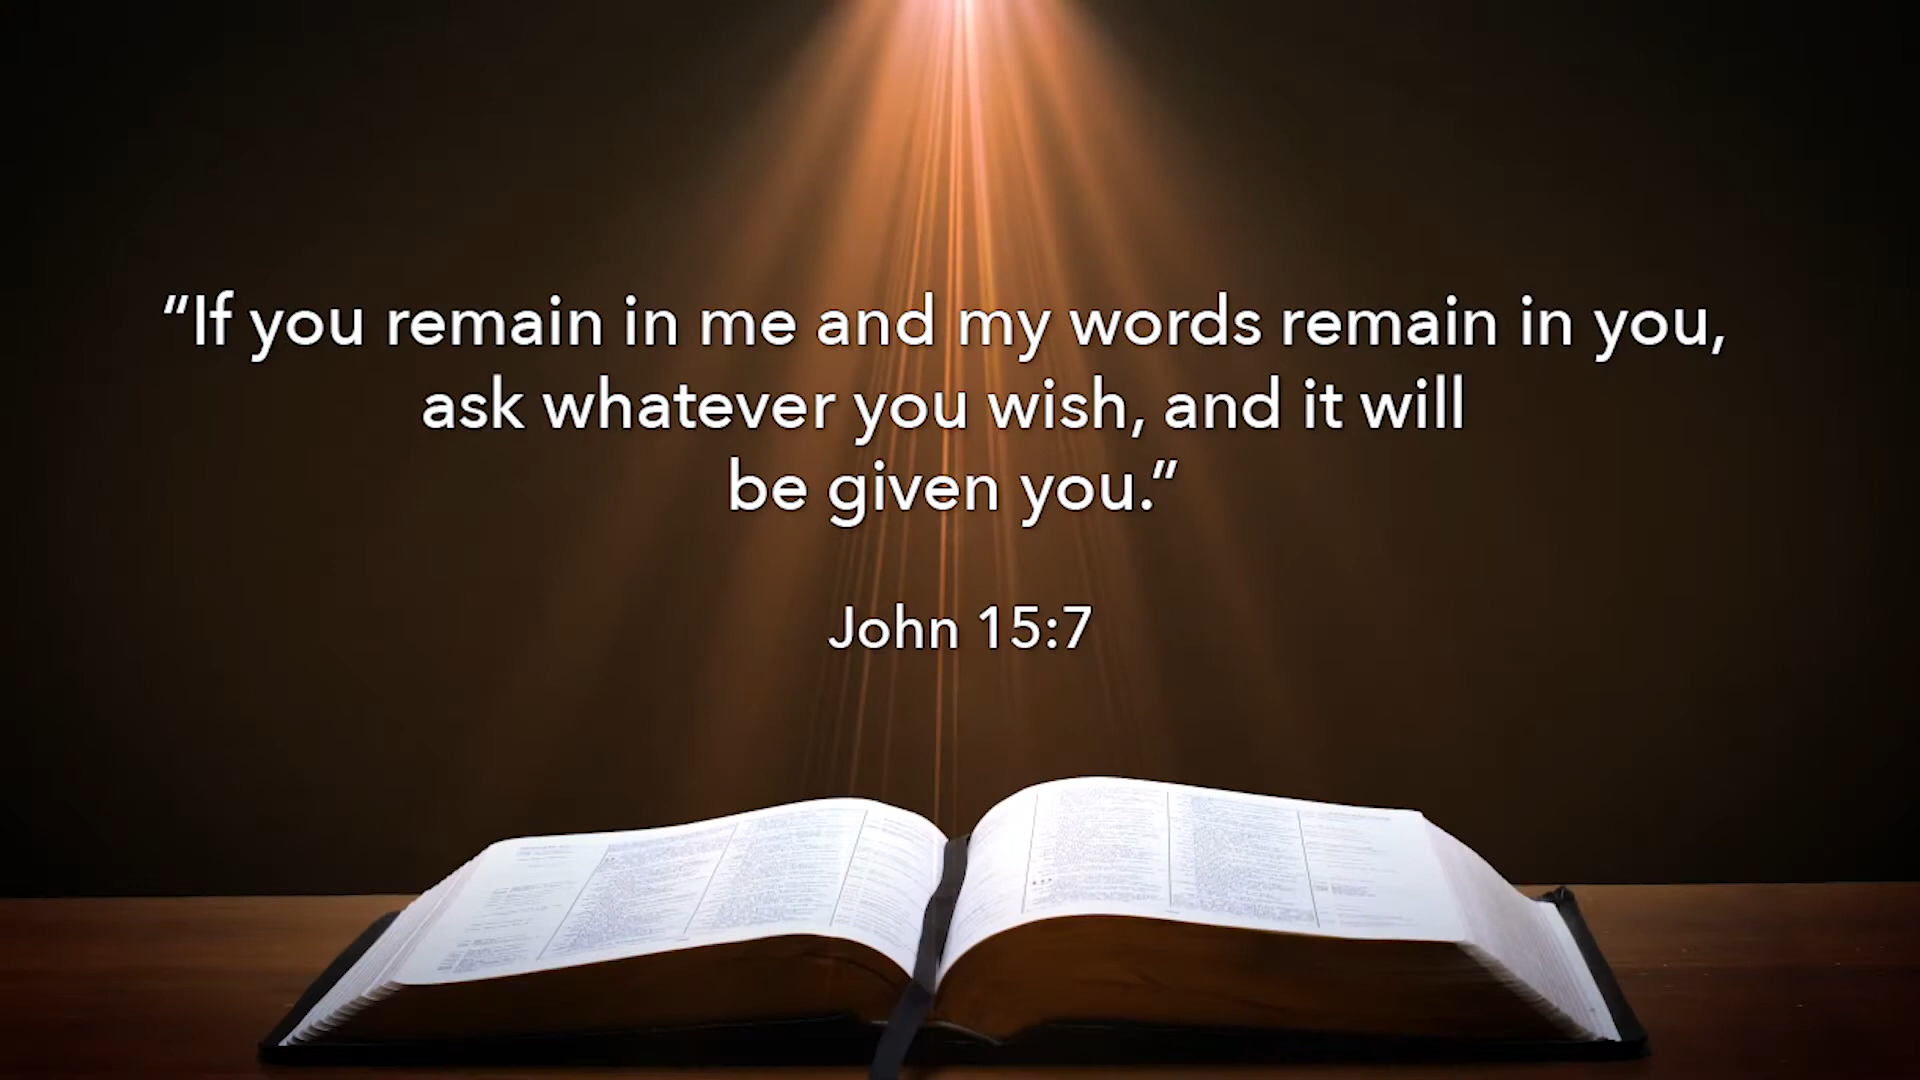 “If you remain in me and my words remain in you,
ask whatever you wish, and it will
be given you.”
John 15:7